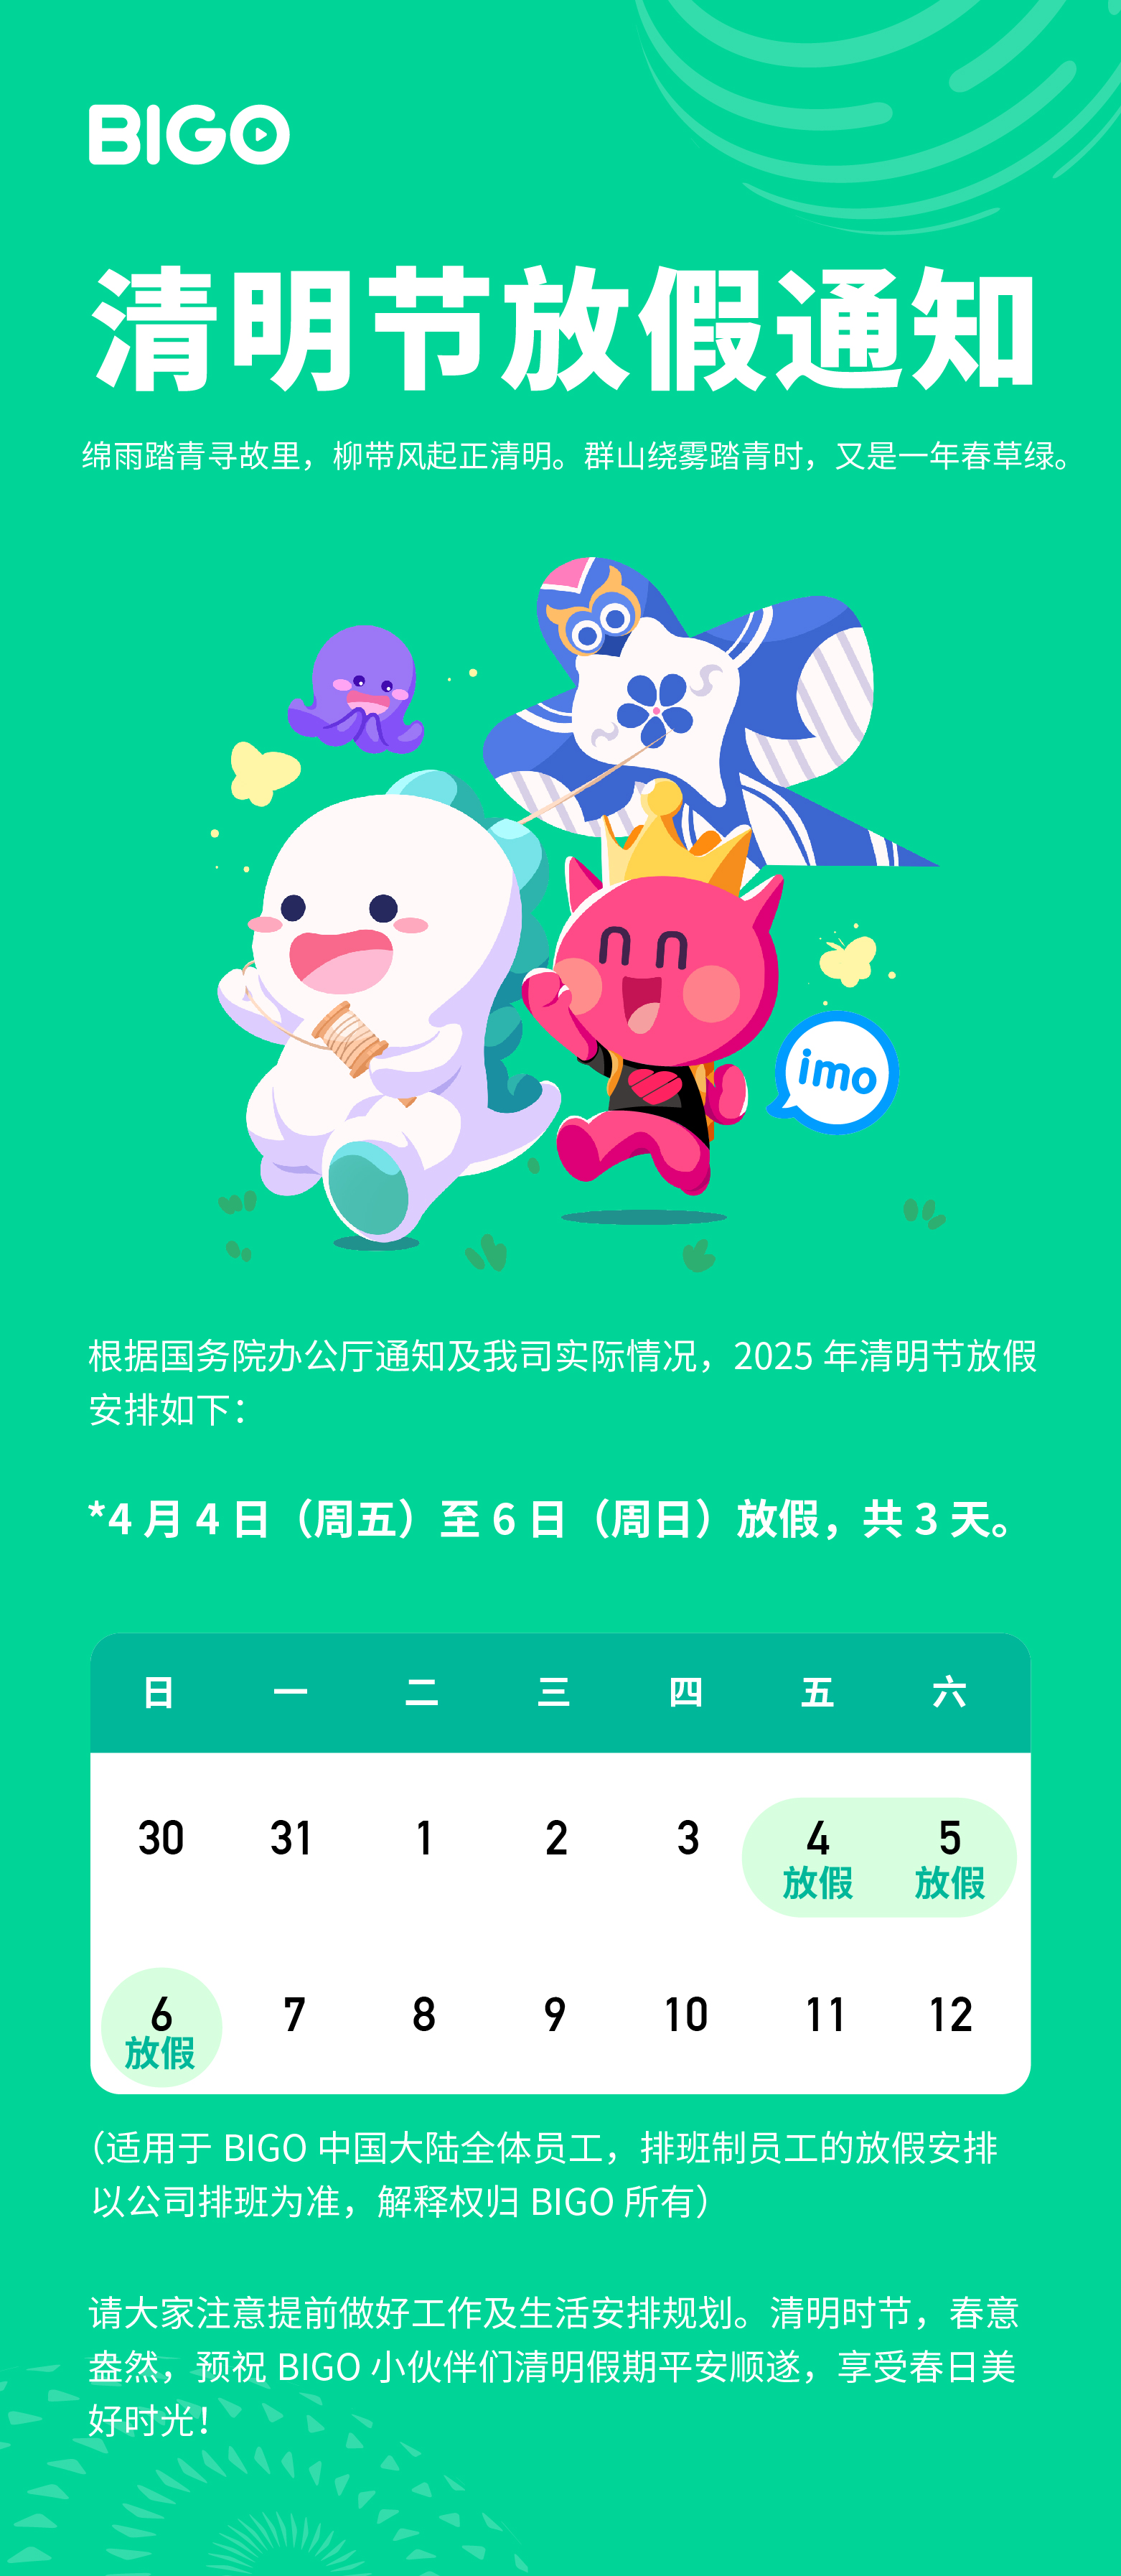 BIGO
清明节放假通知
绵雨踏青寻故里，柳带风起正清明。群山绕雾踏青时，又是一年春草绿。
imo
根据国务院办公厅通知及我司实际情况，2025 年清明节放假
安排如下：
*4 月 4 日（周五）至 6 日（周日）放假，共 3 天。
日 一 二 三 四 五 六
30 31 1 2 3 4 5
放假 放假
6 7 8 9 10 11 12
放假
（适用于 BIGO 中国大陆全体员工，排班制员工的放假安排
以公司排班为准，解释权归 BIGO 所有）
请大家注意提前做好工作及生活安排规划。清明时节，春意
盎然，预祝 BIGO 小伙伴们清明假期平安顺遂，享受春日美
好时光！